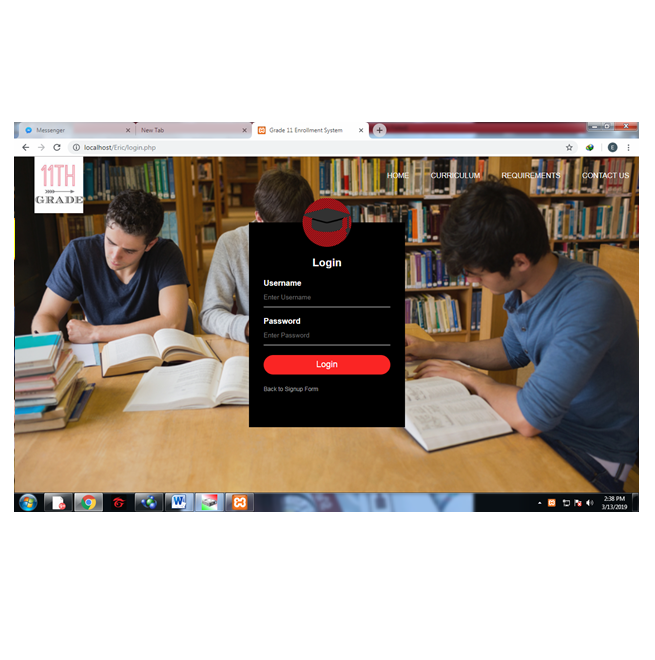 Messenger
New Tab
Grade 11 Enrollment System
localhost/Eric/login.php
E
11TH
GRADE
HOME
CURRICULUM
REQUIREMENTS
CONTACT US
Login
Username
Enter Username
Password
Enter Password
Login
Back to Signup Form
2:38 PM
3/13/2019